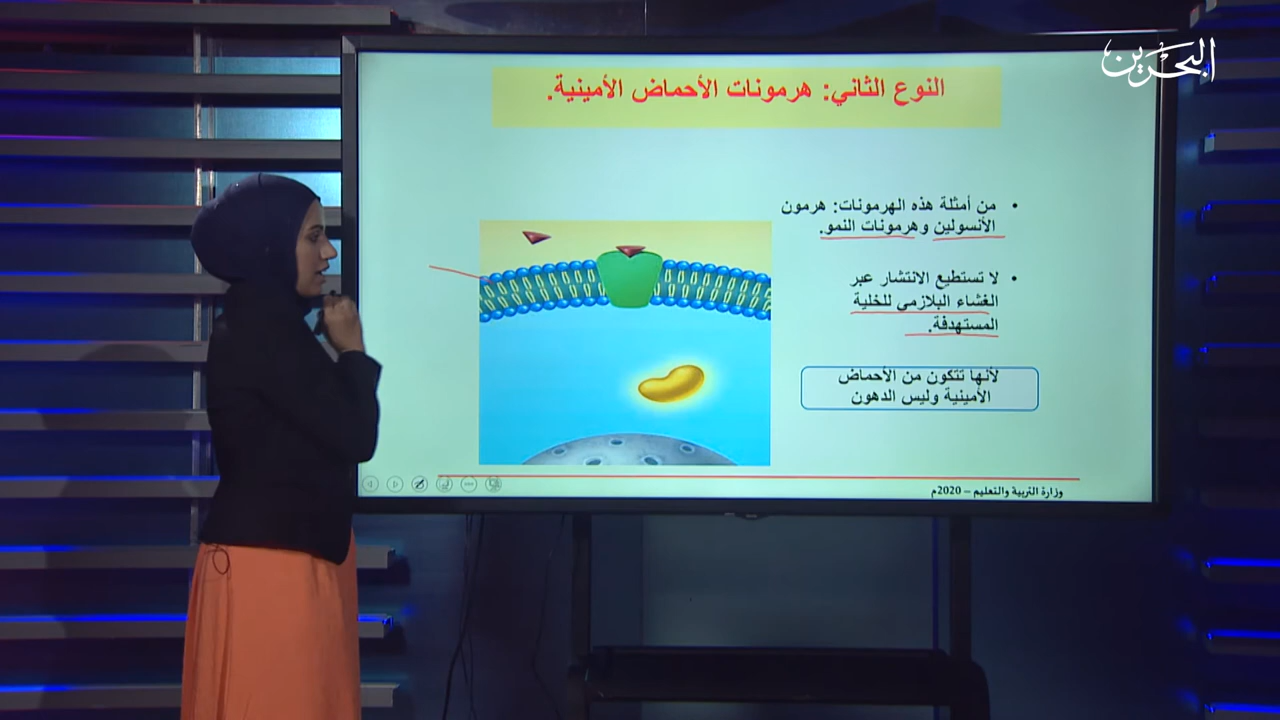 البحرين
النوع الثاني: هرمونات الأحماض الأمينية.
من أمثلة هذه الهرمونات: هرمون
الأنسولين وهرمونات النمو.
لا تستطيع الانتشار عبر
الغشاء البلازمي للخلية
المستهدفة.
لأنها تتكون من الأحماض
الأمينية وليس الدهون
وزارة التربية والتعليم – 2020م